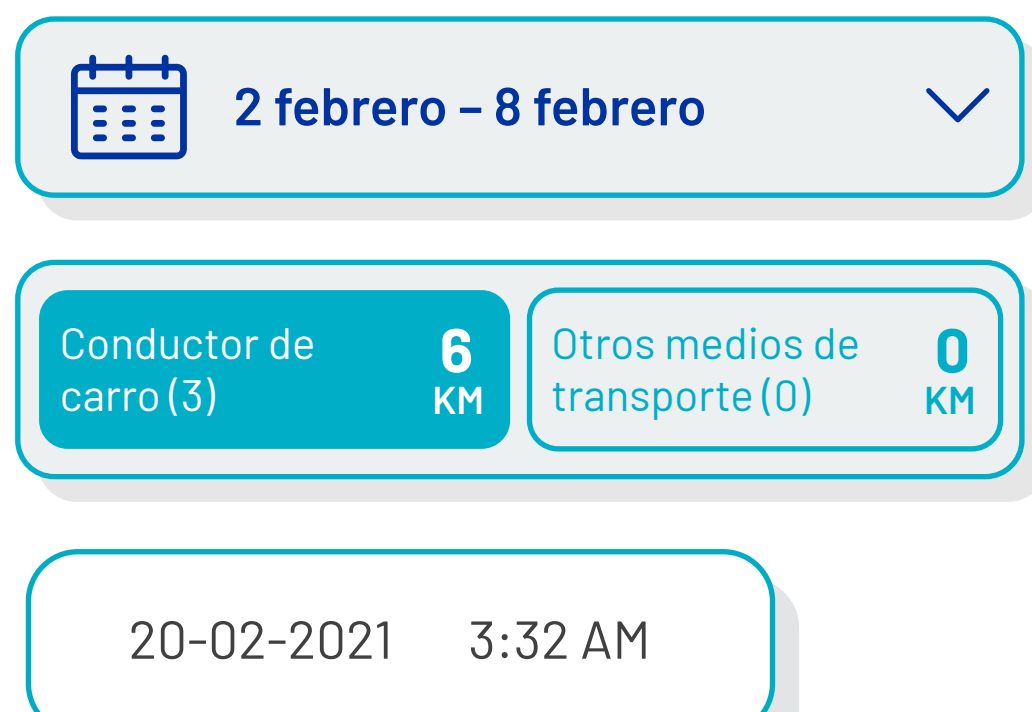 2 febrero – 8 febrero
Conductor de
carro (3)
6
KM
Otros medios de
transporte (0)
0
KM
20-02-2021 3:32 AM